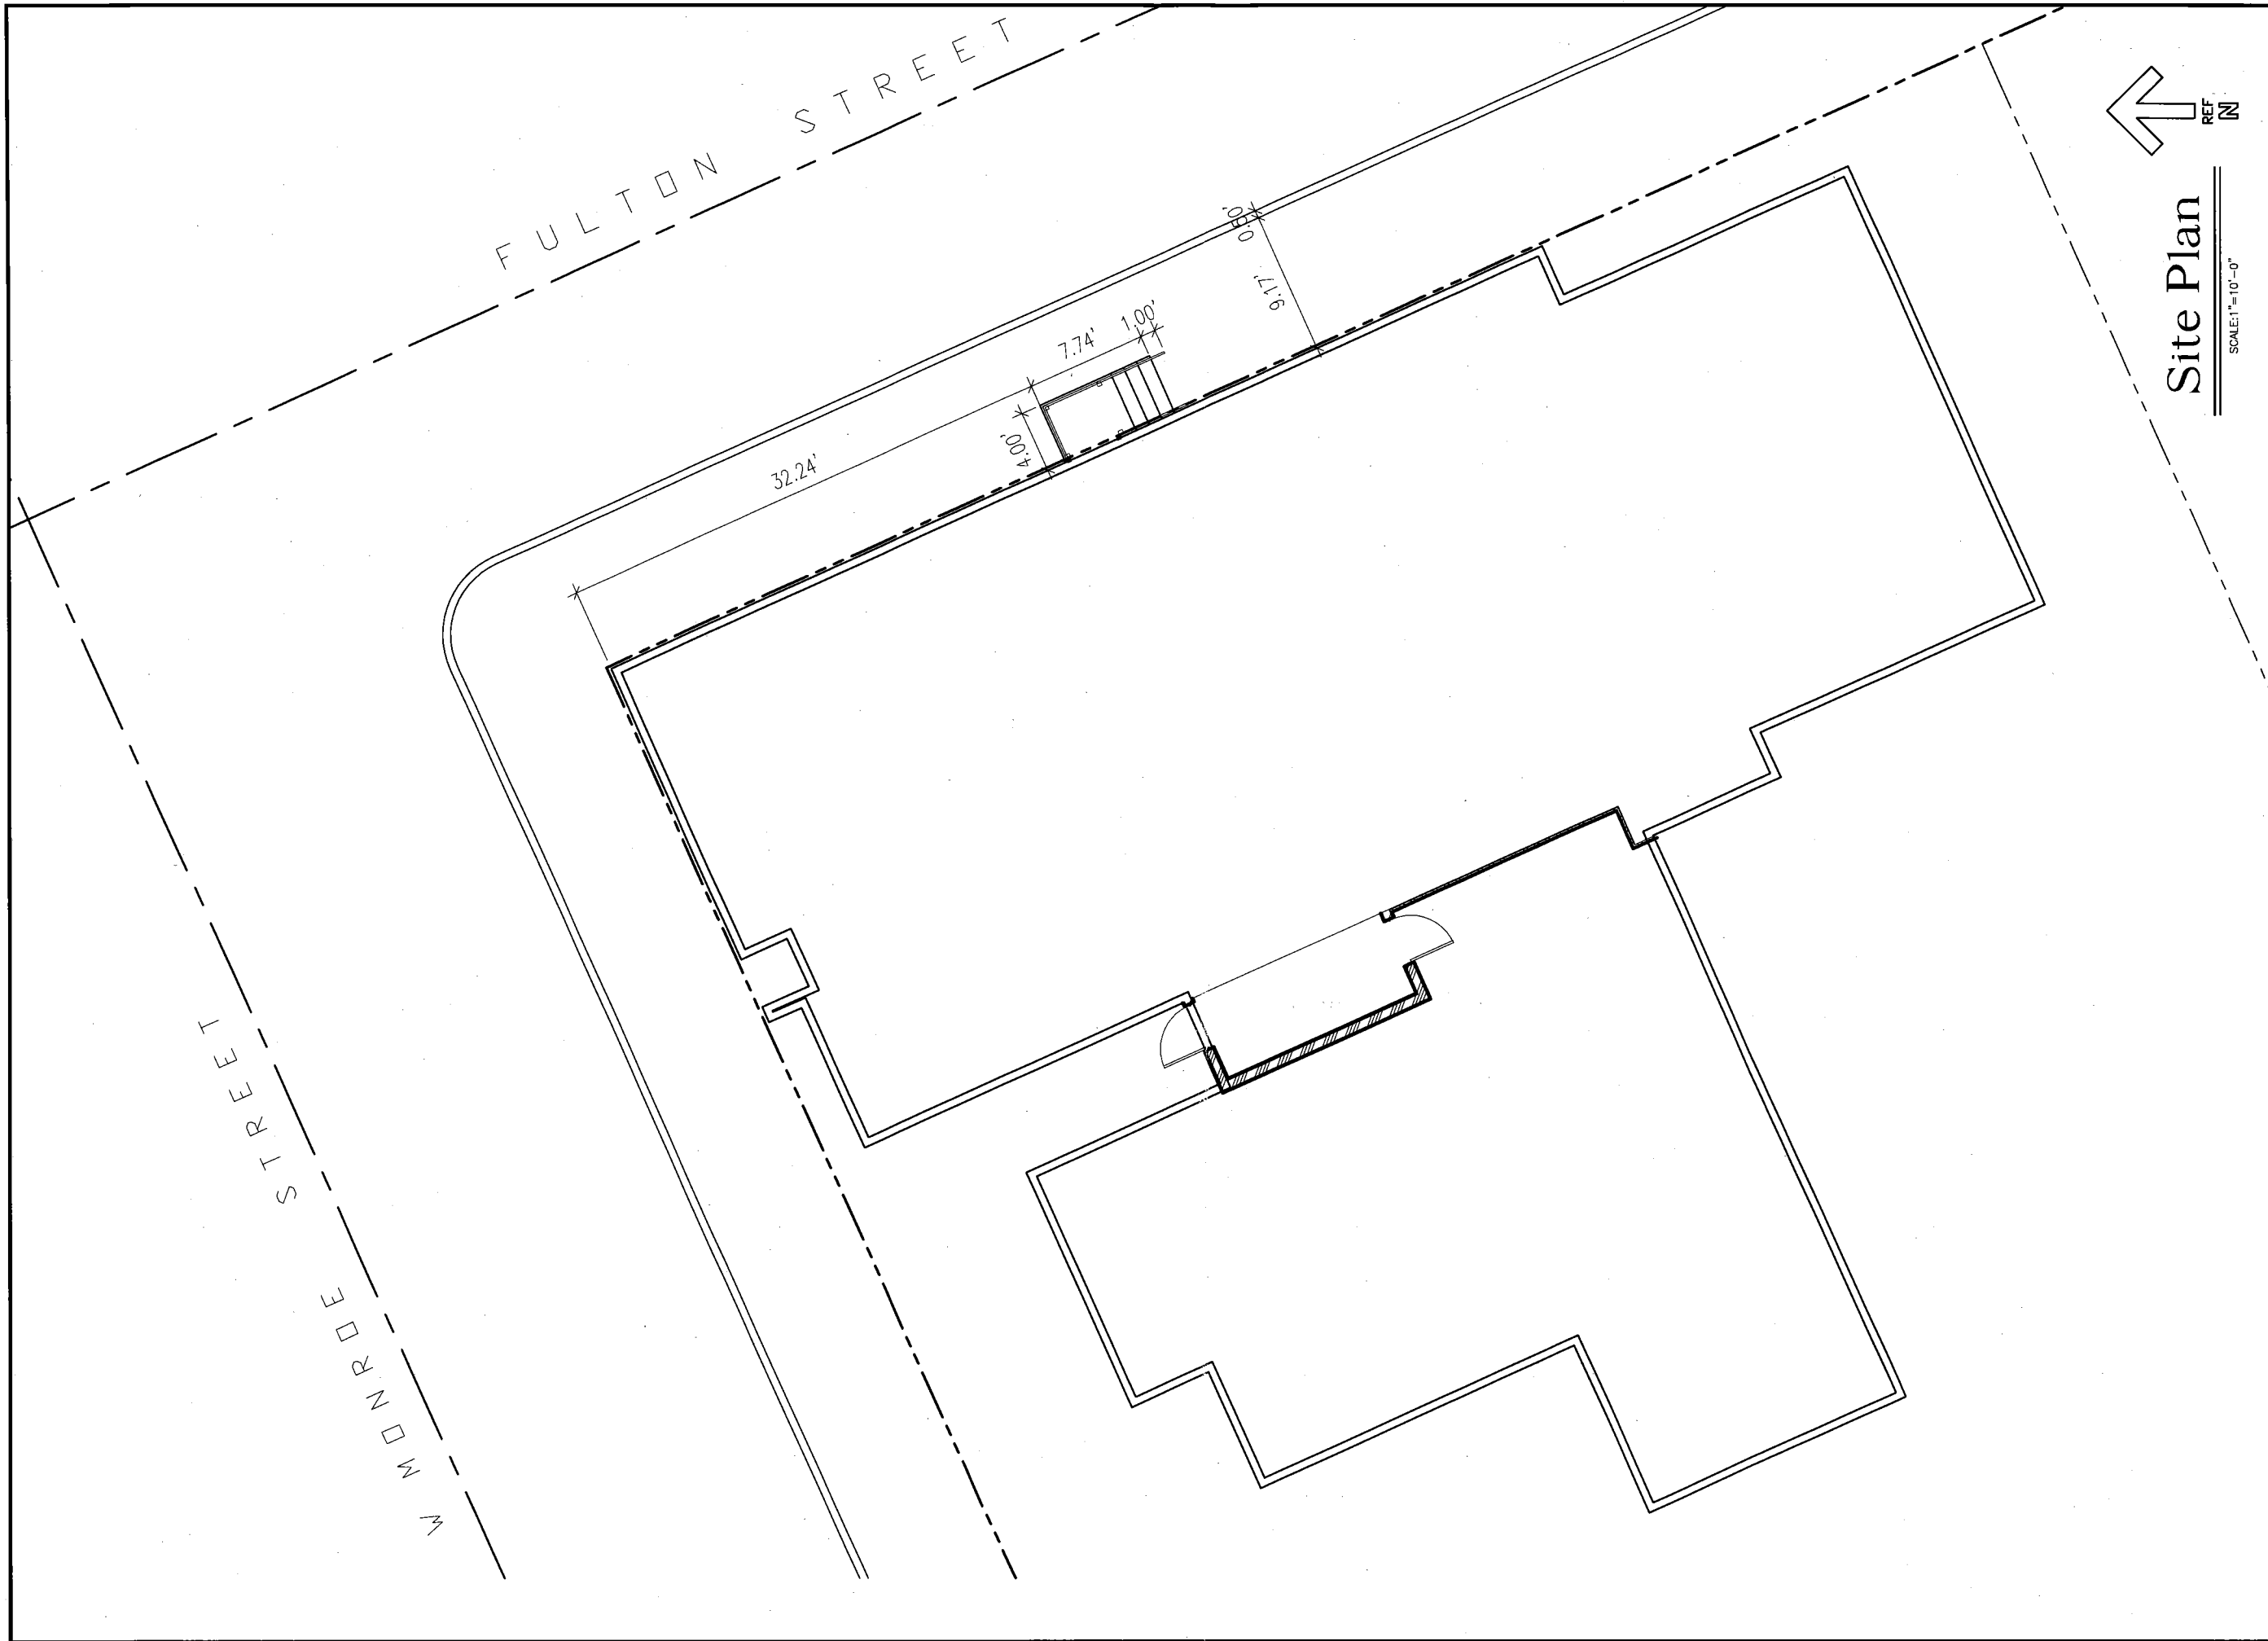 FULTON STREET
W MONROE STREET
32.24'
4.00'
7.74'
1.00'
9.17'
0.50'
REF
N
Site Plan
SCALE:1"=10'-0"